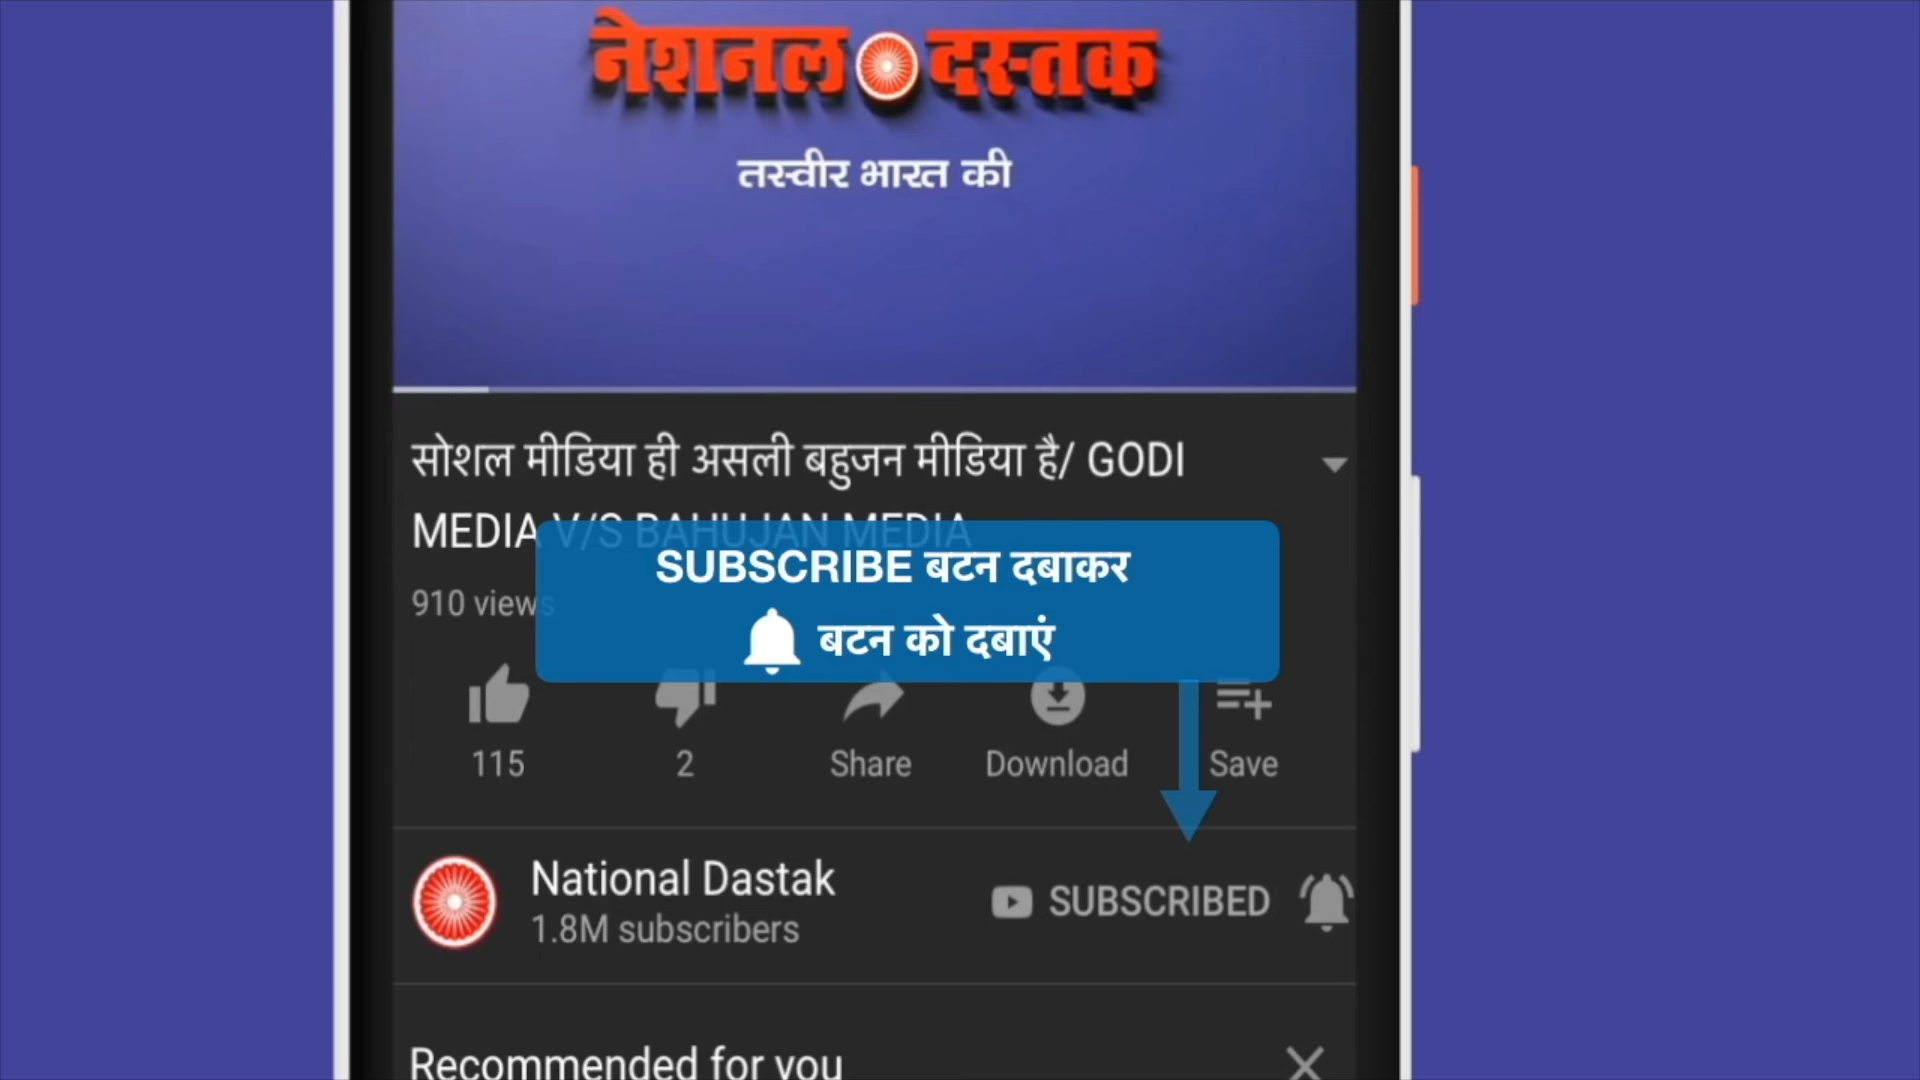 नेशनल दस्तक
तस्वीर भारत की
सोशल मीडिया ही असली बहुजन मीडिया है/ GODI
MEDIA V/S BAHUJAN MEDIA
910 views
SUBSCRIBE बटन दबाकर
बटन को दबाएं
115
2
Share
Download
Save
National Dastak
1.8M subscribers
SUBSCRIBED
Recommended for you